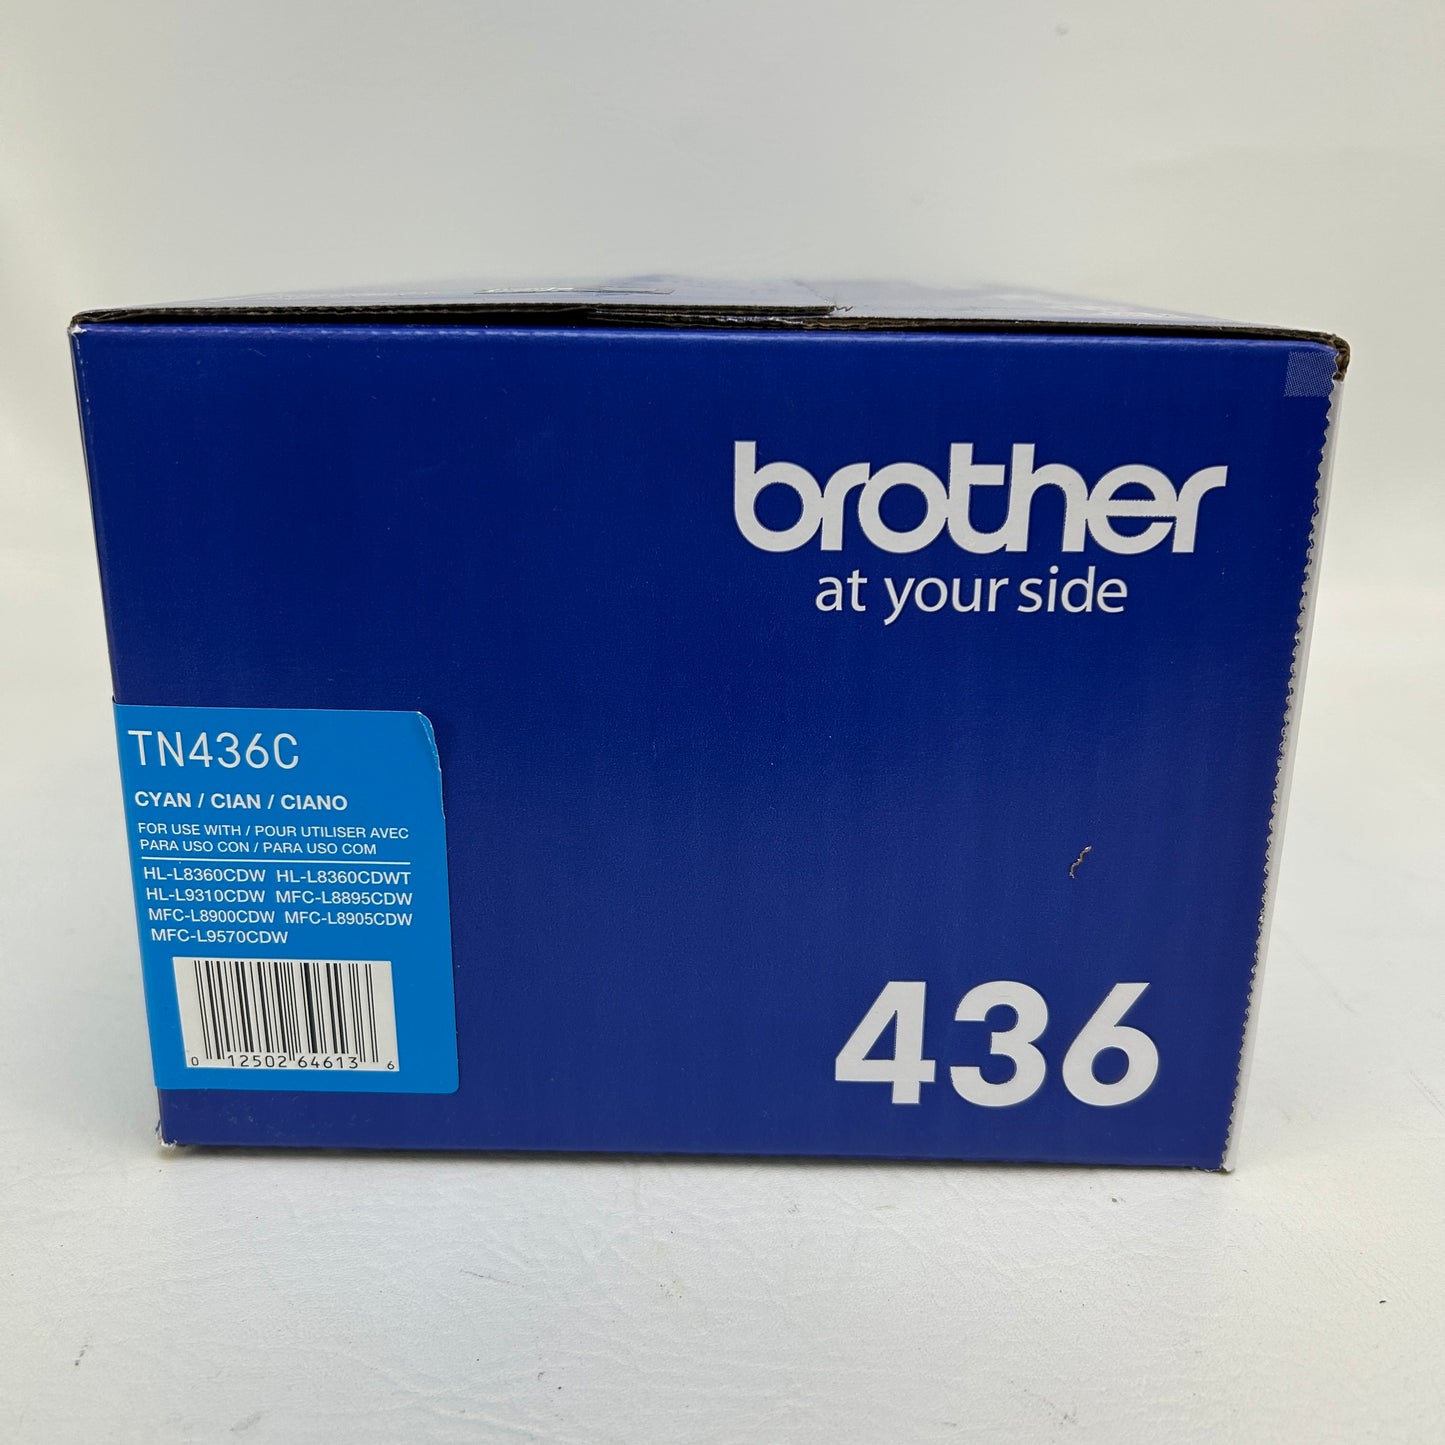 brother
at your side
TN436C
CYAN / CIAN / CIANO
FOR USE WITH / POUR UTILISER AVEC
PARA USO CON / PARA USO COM
HL-L8360CDW HL-L8360CDWT
HL-L9310CDW MFC-L8895CDW
MFC-L8900CDW MFC-L8905CDW
MFC-L9570CDW
0 12502 64613 6
436